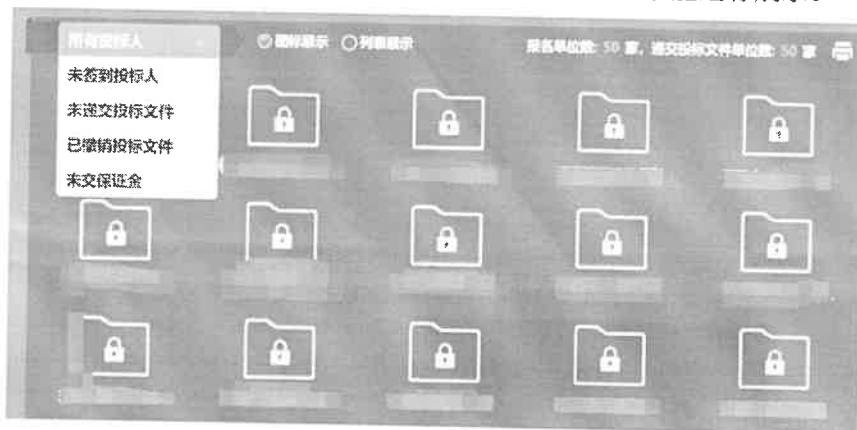 所有投标人
图标展示 列表展示
报名单位数: 50 家, 递交投标文件单位数: 50 家
未签到投标人
未递交投标文件
已撤销投标文件
未交保证金